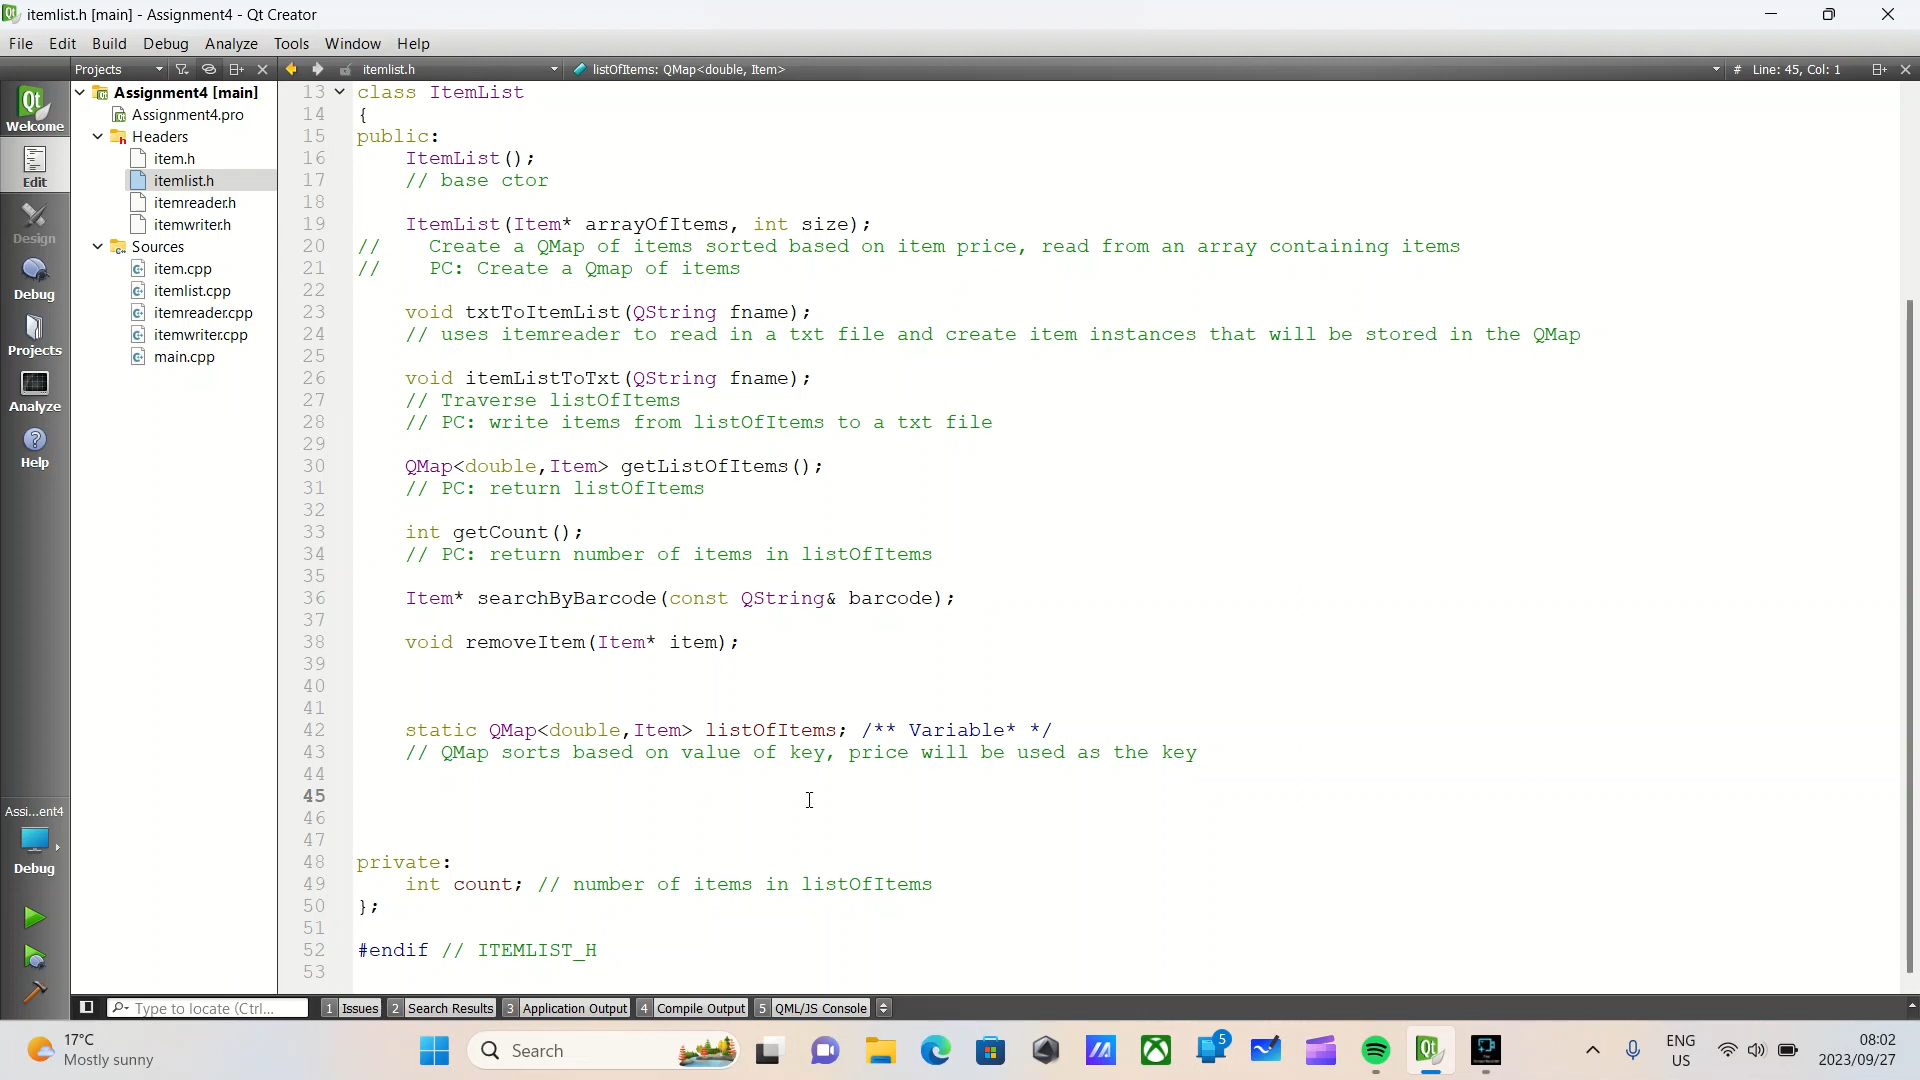 itemlist.h [main] - Assignment4 - Qt Creator
File Edit Build Debug Analyze Tools Window Help
Projects itemlist.h listOfItems: QMap<double, Item> # Line: 45, Col: 1
Welcome
Edit
Design
Debug
Projects
Analyze
Help
Assi...ent4
Debug
Assignment4 [main]
Assignment4.pro
Headers
item.h
itemlist.h
itemreader.h
itemwriter.h
Sources
item.cpp
itemlist.cpp
itemreader.cpp
itemwriter.cpp
main.cpp
13 class ItemList
14 {
15 public:
16 ItemList();
17 // base ctor
18
19 ItemList(Item* arrayOfItems, int size);
20 // Create a QMap of items sorted based on item price, read from an array containing items
21 // PC: Create a Qmap of items
22
23 void txtToItemList(QString fname);
24 // uses itemreader to read in a txt file and create item instances that will be stored in the QMap
25
26 void itemListToTxt(QString fname);
27 // Traverse listOfItems
28 // PC: write items from listOfItems to a txt file
29
30 QMap<double,Item> getListOfItems();
31 // PC: return listOfItems
32
33 int getCount();
34 // PC: return number of items in listOfItems
35
36 Item* searchByBarcode(const QString& barcode);
37
38 void removeItem(Item* item);
39
40
41
42 static QMap<double,Item> listOfItems; /** Variable* */
43 // QMap sorts based on value of key, price will be used as the key
44
45
46
47
48 private:
49 int count; // number of items in listOfItems
50 };
51
52 #endif // ITEMLIST_H
53
Type to locate (Ctrl... 1 Issues 2 Search Results 3 Application Output 4 Compile Output 5 QML/JS Console
17°C
Mostly sunny
Search
5
ENG
US
08:02
2023/09/27